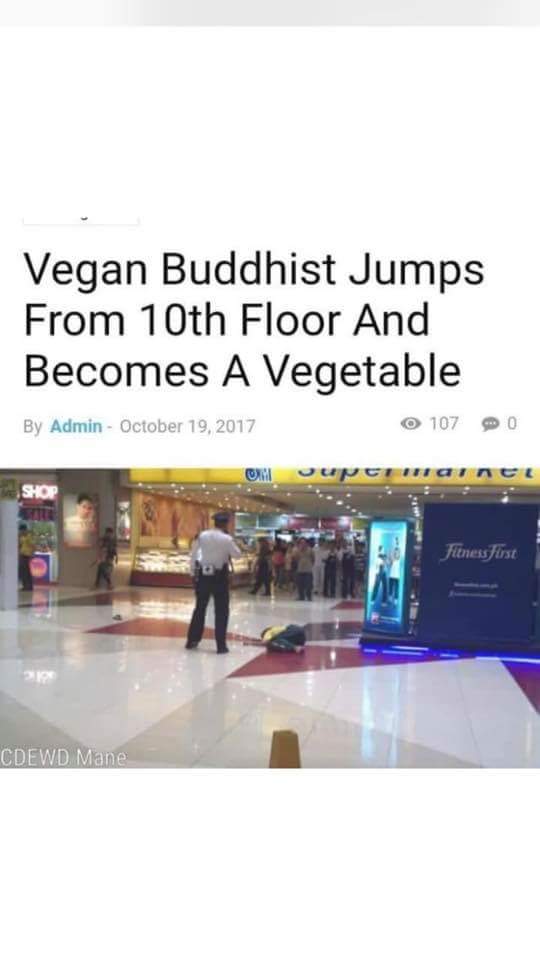 Vegan Buddhist Jumps
From 10th Floor And
Becomes A Vegetable
By Admin - October 19, 2017
107
0
SM Supermarket
SHOP
Fitness First
CDEWD Mane